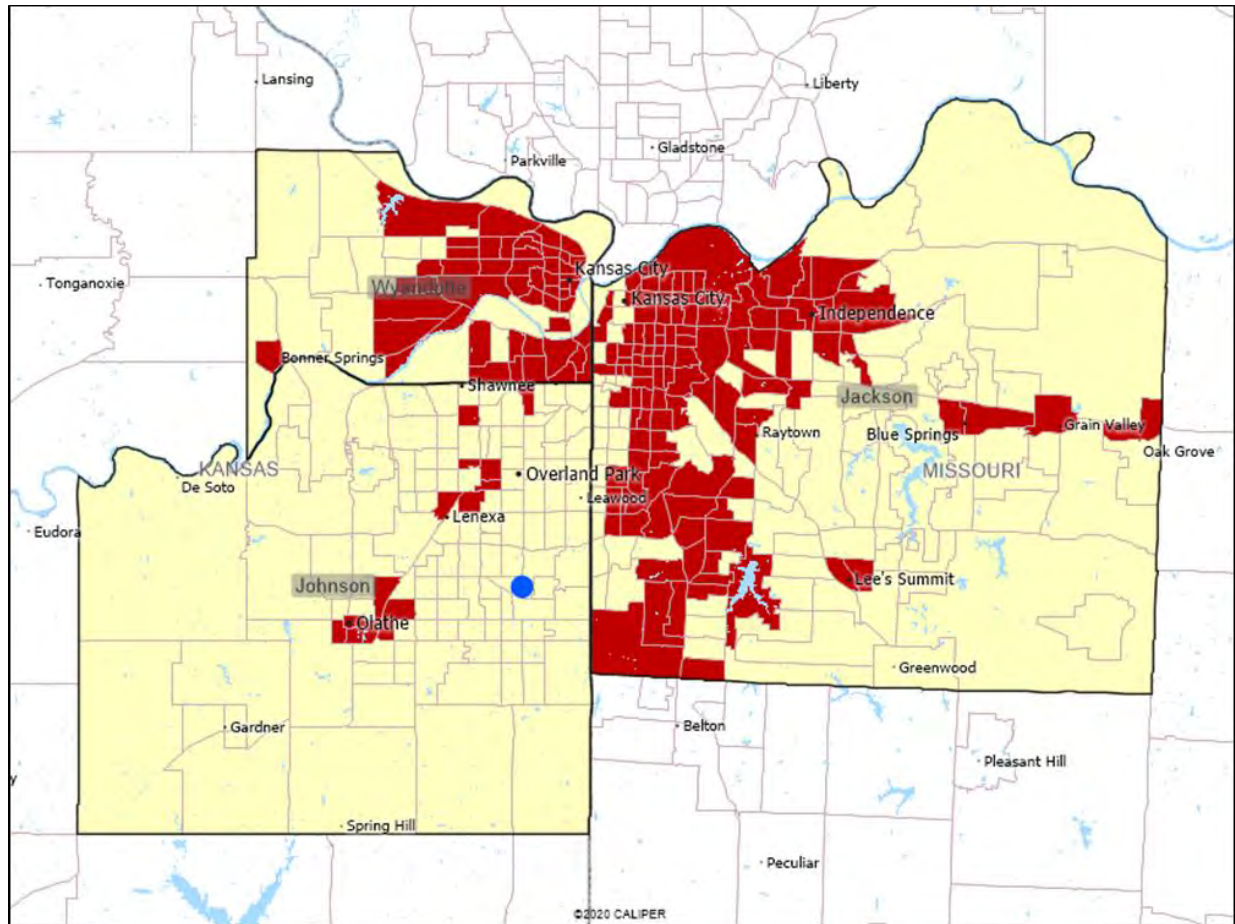 Lansing
Liberty
Gladstone
Parkville
Tonganoxie
Kansas City
Wyandotte
Kansas City
Independence
Bonner Springs
Shawnee
Jackson
Blue Springs
Grain Valley
Raytown
Oak Grove
KANSAS
Overland Park
MISSOURI
De Soto
Leawood
Eudora
Lenexa
Johnson
Lee's Summit
Olathe
Greenwood
Gardner
Belton
Pleasant Hill
y
Spring Hill
Peculiar
©2020 CALIPER